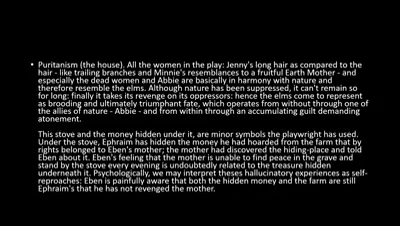 • Puritanism (the house). All the women in the play: Jenny's long hair as compared to the
hair - like trailing branches and Minnie's resemblances to a fruitful Earth Mother - and
especially the dead women and Abbie are basically in harmony with nature and
therefore resemble the elms. Although nature has been suppressed, it can't remain so
for long: finally it takes its revenge on its oppressors: hence the elms come to represent
as brooding and ultimately triumphant fate, which operates from without through one of
the allies of nature - Abbie - and from within through an accumulating guilt demanding
atonement.
This stove and the money hidden under it, are minor symbols the playwright has used.
Under the stove, Ephraim has hidden the money he had hoarded from the farm that by
rights belonged to Eben's mother; the mother had discovered the hiding-place and told
Eben about it. Eben's feeling that the mother is unable to find peace in the grave and
stand by the stove every evening is undoubtedly related to the treasure hidden
underneath it. Psychologically, we may interpret theses hallucinatory experiences as self-
reproaches: Eben is painfully aware that both the hidden money and the farm are still
Ephraim's that he has not revenged the mother.